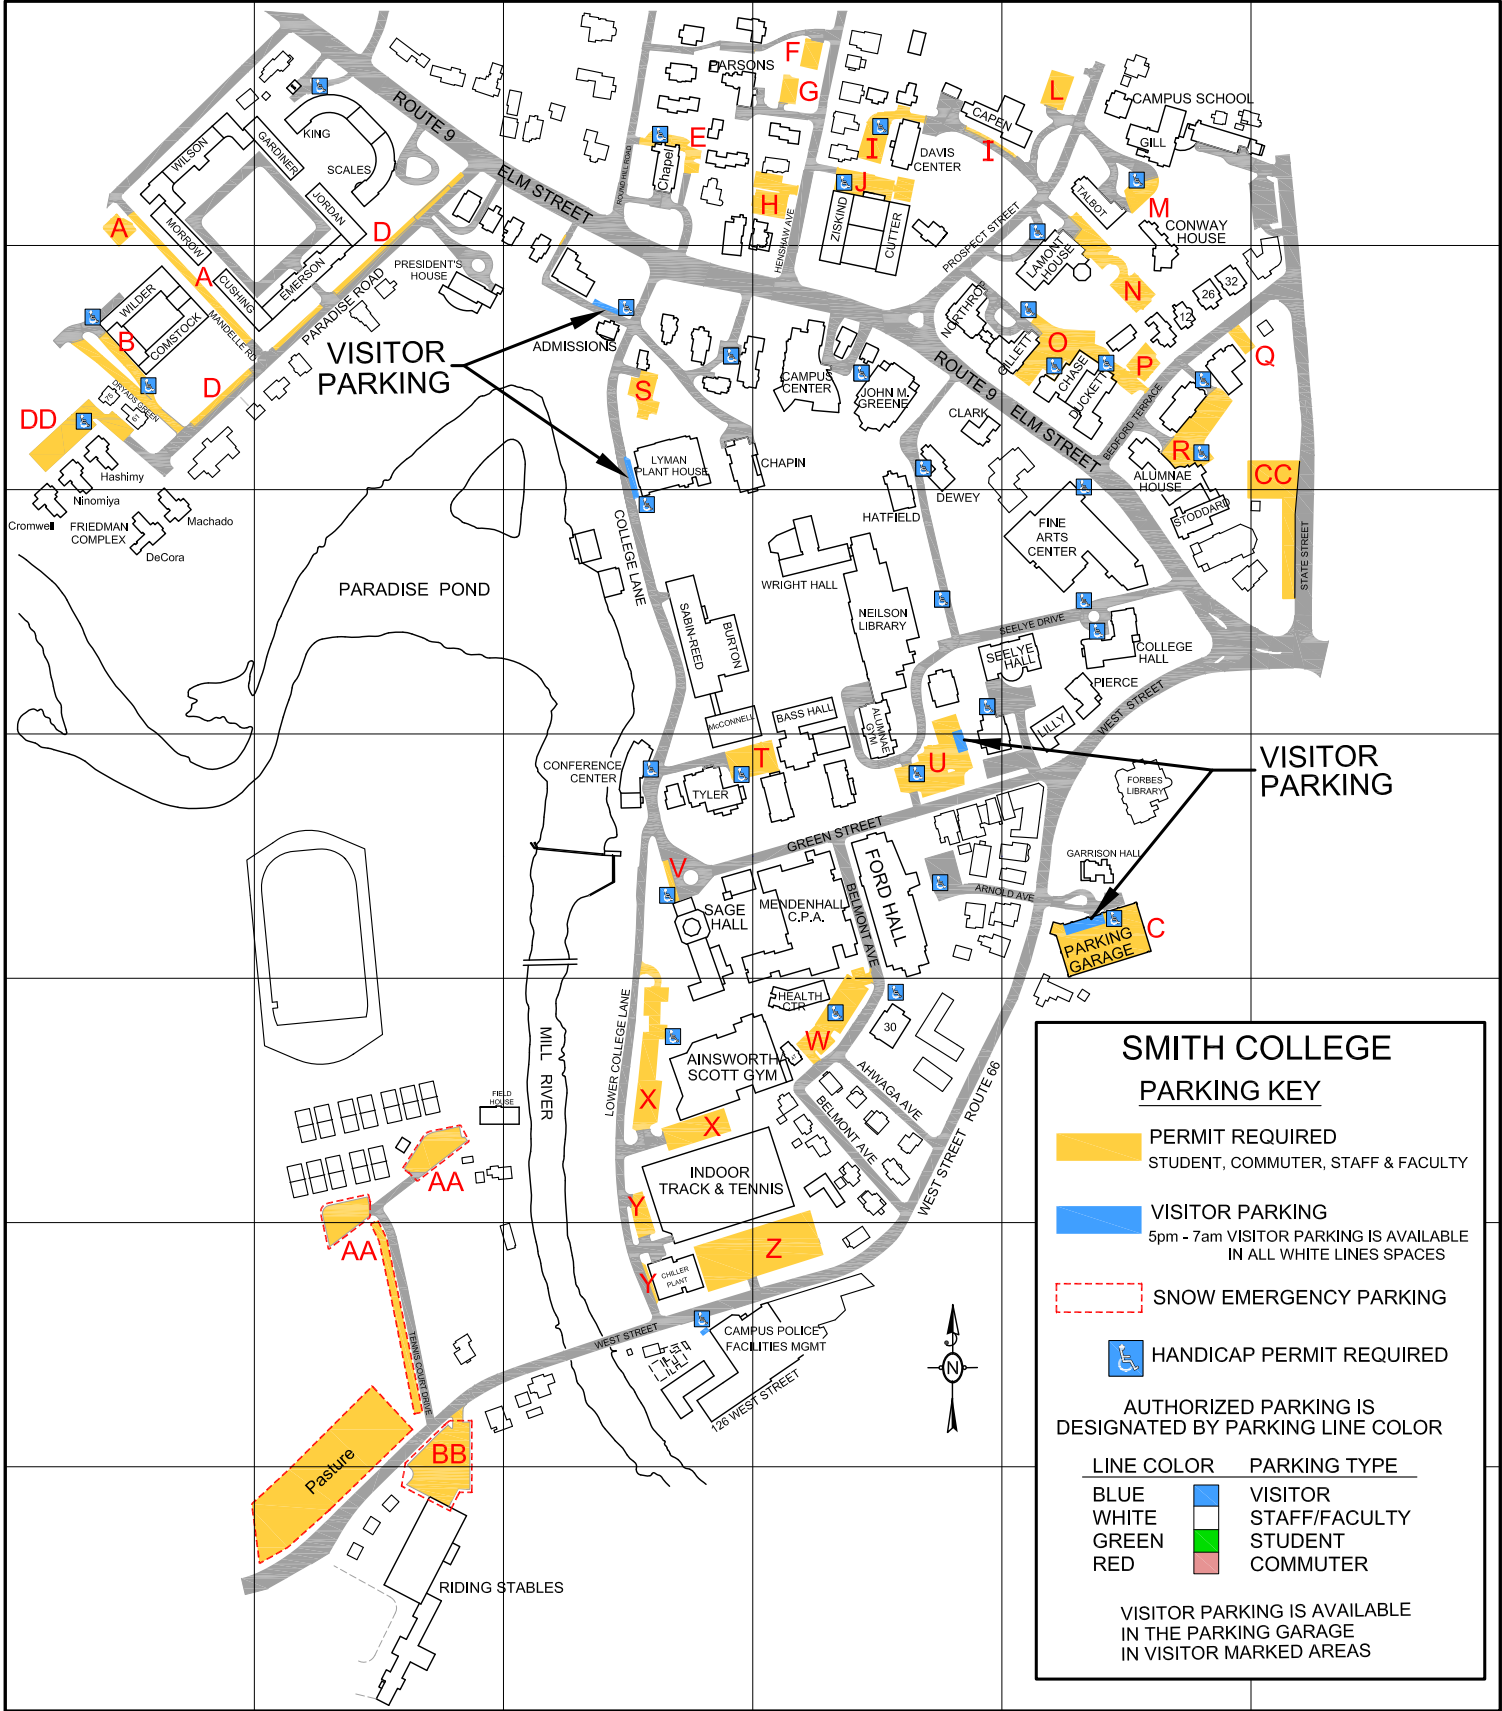 F
PARSONS
G
L
ROUTE 9
CAMPUS SCHOOL
CAPEN
WILSON
GARDINER
KING
E
I
I
DAVIS
CENTER
GILL
SCALES
Chapel
ROUND HILL ROAD
ELM STREET
JORDAN
H
J
TALBOT
M
A
MORROW
D
HENSHAW AVE
ZISKIND
CUTTER
PROSPECT STREET
CONWAY
HOUSE
LAMONT
HOUSE
A
CUSHING
EMERSON
PARADISE ROAD
PRESIDENT'S
HOUSE
N
26
32
12
WILDER
COMSTOCK
MANDELLE RD
B
VISITOR
PARKING
ADMISSIONS
NORTHROP
GILLETT
O
CHASE
DUCKETT
P
Q
D
DRYADS GREEN
75
DD
S
CAMPUS
CENTER
JOHN M.
GREENE
ROUTE 9
ELM STREET
CLARK
BEDFORD TERRACE
R
Hashimy
Ninomiya
Cromwell
FRIEDMAN
COMPLEX
Machado
DeCora
LYMAN
PLANT HOUSE
CHAPIN
DEWEY
HATFIELD
ALUMNAE
HOUSE
CC
STODDARD
FINE
ARTS
CENTER
COLLEGE LANE
STATE STREET
PARADISE POND
WRIGHT HALL
NEILSON
LIBRARY
SABIN-REED
BURTON
SEELYE DRIVE
SEELYE
HALL
COLLEGE
HALL
PIERCE
LILLY
WEST STREET
McCONNELL
BASS HALL
ALUMNAE
GYM
CONFERENCE
CENTER
T
U
TYLER
VISITOR
PARKING
FORBES
LIBRARY
GREEN STREET
GARRISON HALL
V
FORD HALL
BELMONT AVE
ARNOLD AVE
SAGE
HALL
MENDENHALL
C.P.A.
PARKING
GARAGE
C
HEALTH
CTR
W
30
LOWER COLLEGE LANE
MILL RIVER
AINSWORTH
SCOTT GYM
AHWAGA AVE
BELMONT AVE
WEST STREET ROUTE 66
FIELD
HOUSE
X
X
AA
INDOOR
TRACK & TENNIS
Y
AA
Z
Y
CHILLER
PLANT
TENNIS COURT DRIVE
WEST STREET
CAMPUS POLICE
FACILITIES MGMT
126 WEST STREET
N
Pasture
BB
RIDING STABLES
SMITH COLLEGE
PARKING KEY
PERMIT REQUIRED
STUDENT, COMMUTER, STAFF & FACULTY
VISITOR PARKING
5pm - 7am VISITOR PARKING IS AVAILABLE
IN ALL WHITE LINES SPACES
SNOW EMERGENCY PARKING
HANDICAP PERMIT REQUIRED
AUTHORIZED PARKING IS
DESIGNATED BY PARKING LINE COLOR
LINE COLOR PARKING TYPE
BLUE VISITOR
WHITE STAFF/FACULTY
GREEN STUDENT
RED COMMUTER
VISITOR PARKING IS AVAILABLE
IN THE PARKING GARAGE
IN VISITOR MARKED AREAS